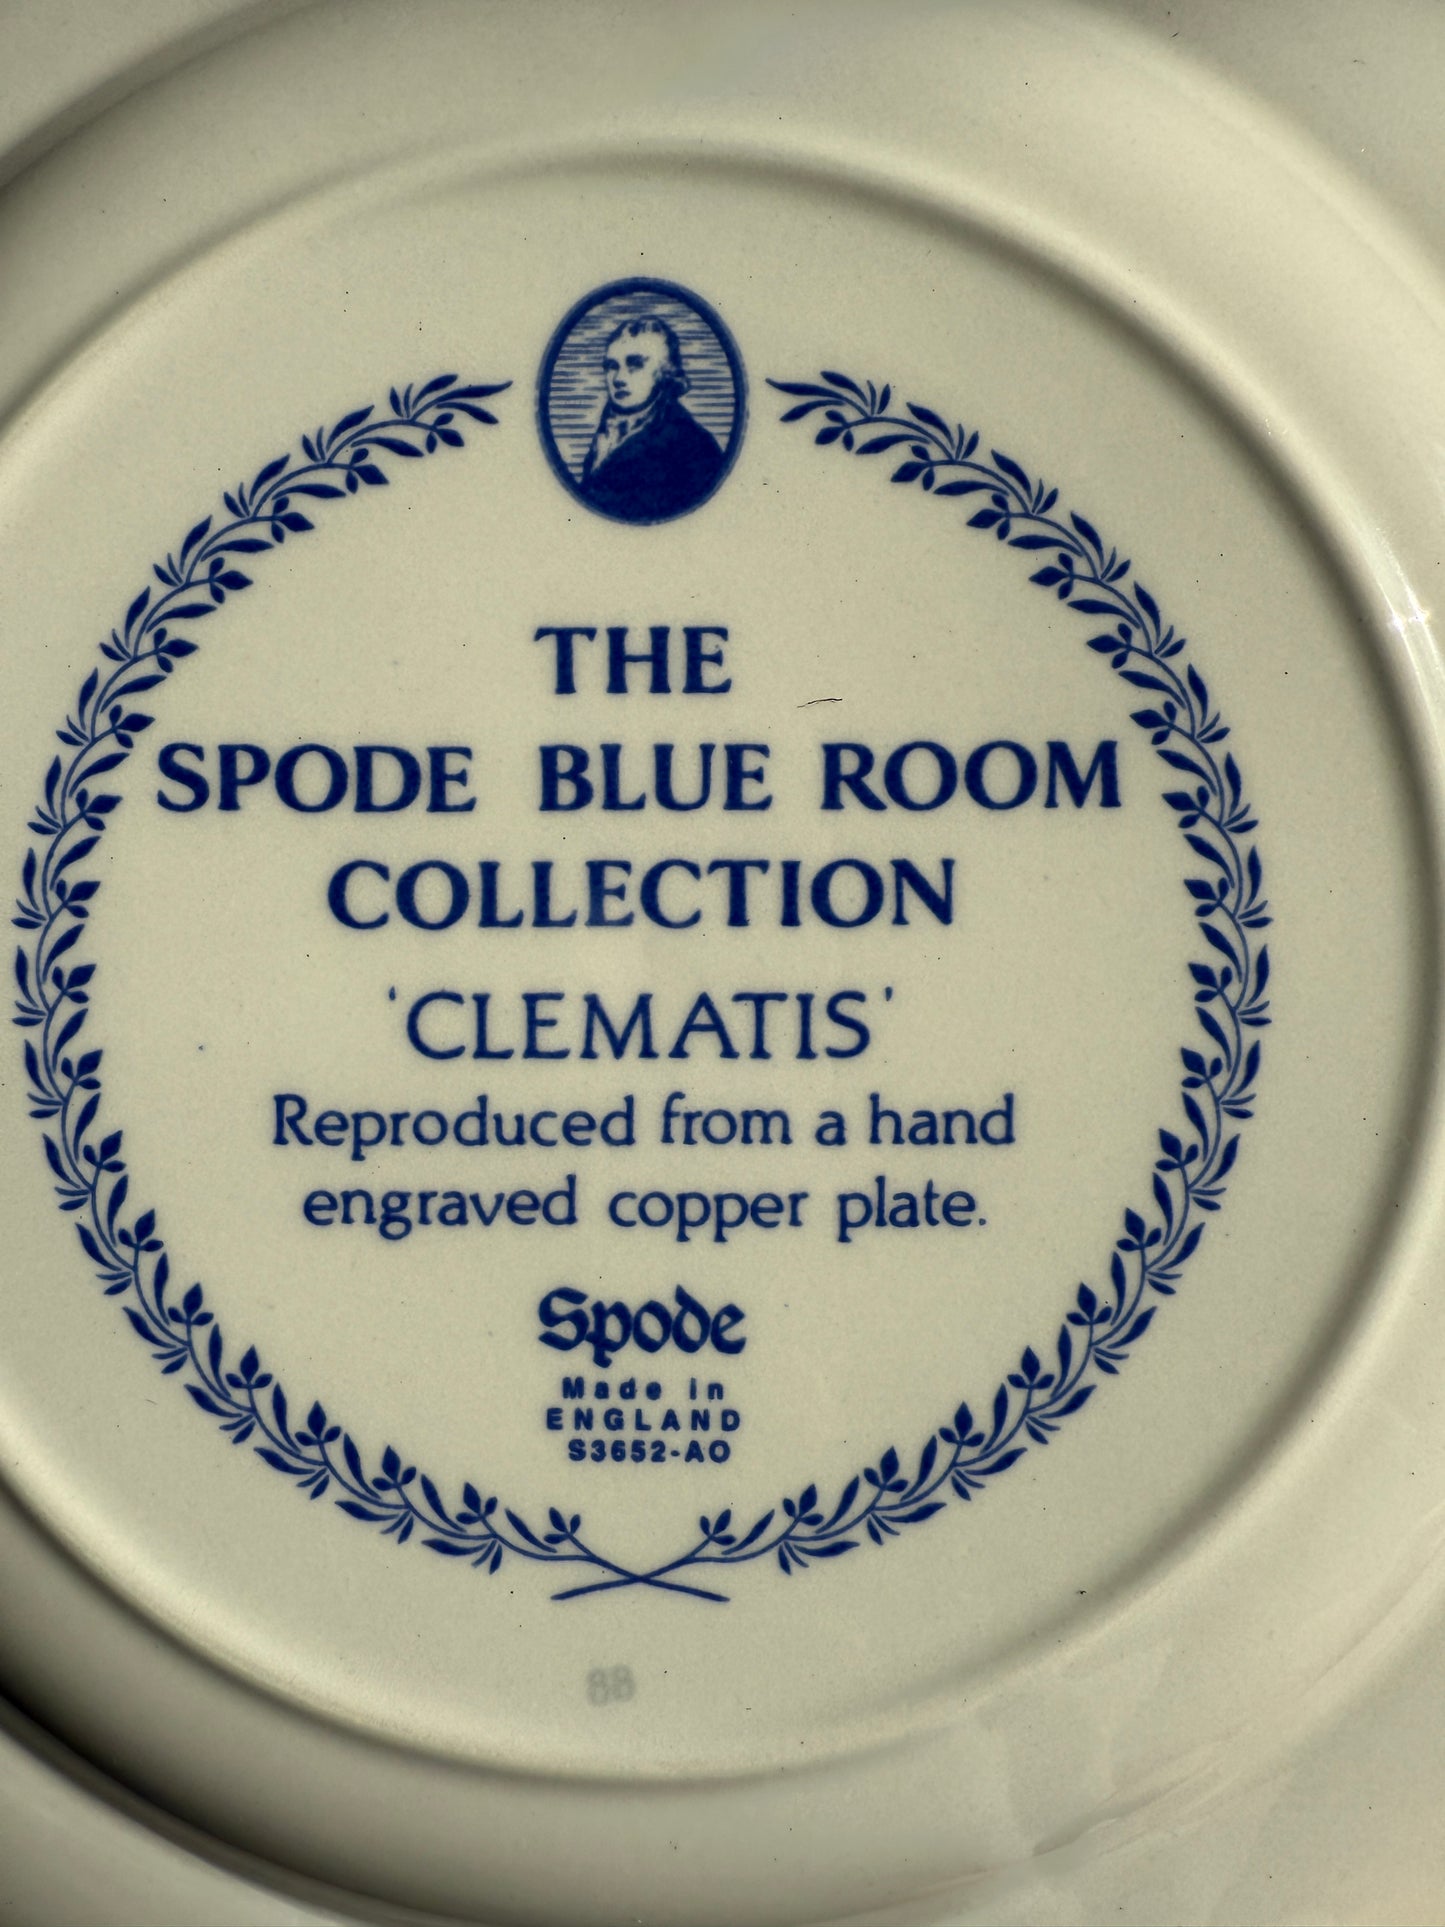 THE
SPODE BLUE ROOM
COLLECTION
'CLEMATIS'
Reproduced from a hand
engraved copper plate.
Spode
Made in
ENGLAND
S3652-AO
88